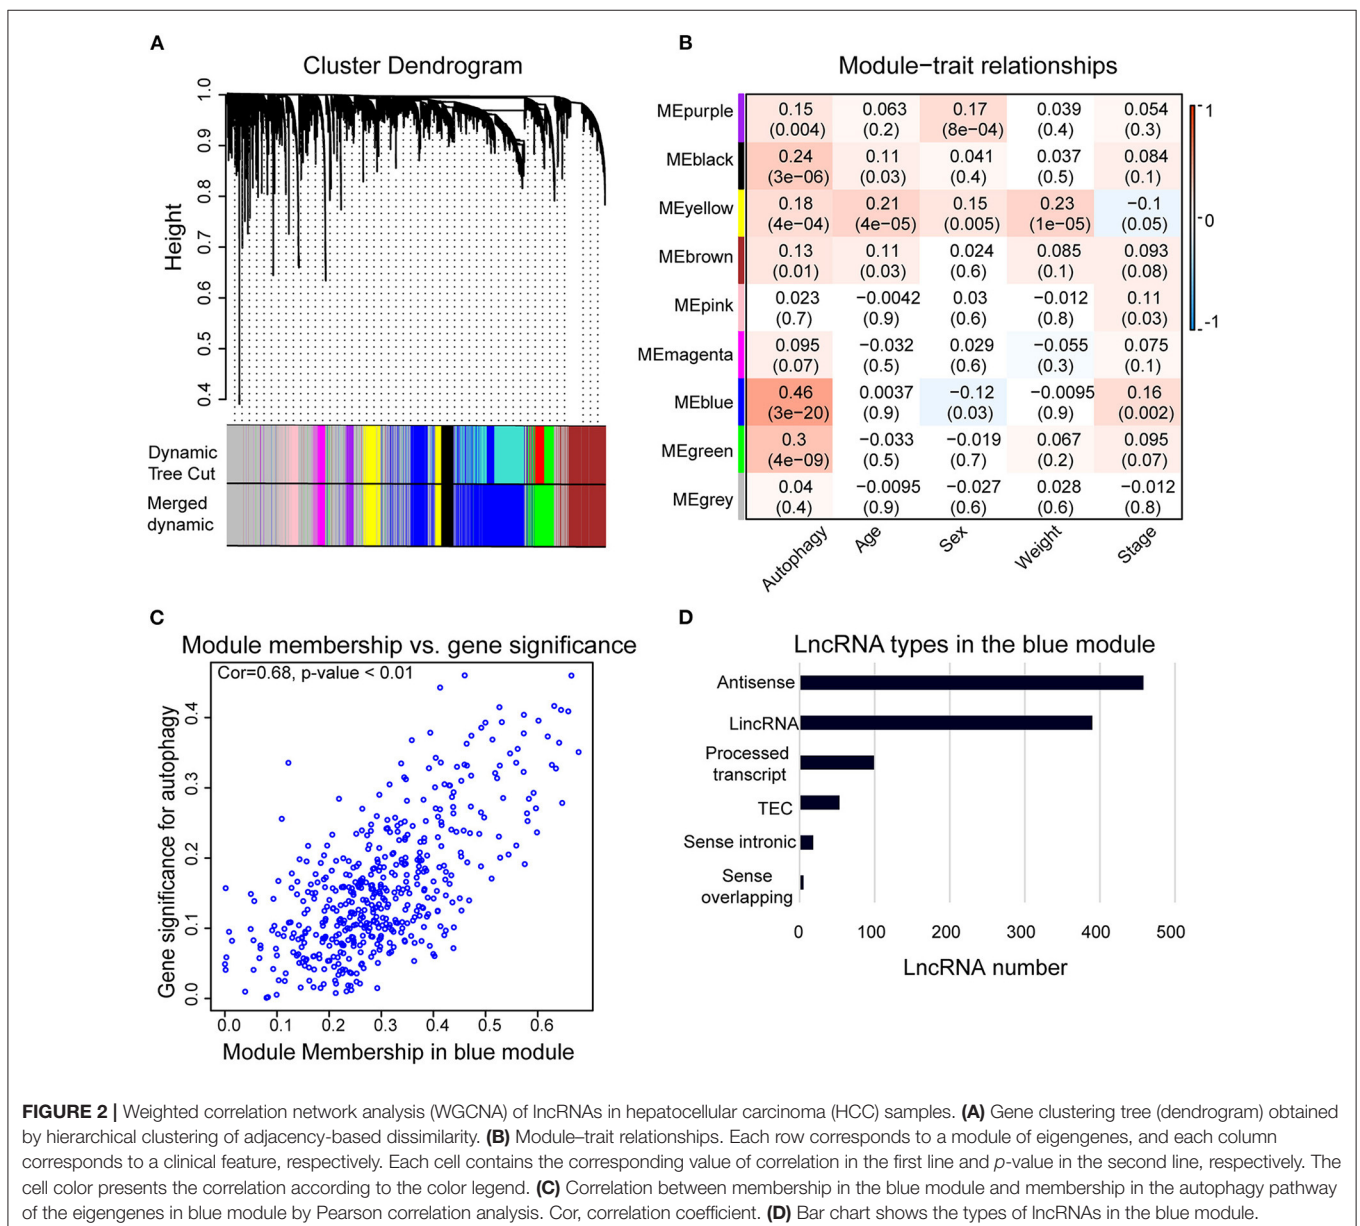 A
Cluster Dendrogram
Height
1.0
0.9
0.8
0.7
0.6
0.5
0.4
Dynamic
Tree Cut
Merged
dynamic
B
Module−trait relationships
MEpurple 0.15 0.063 0.17 0.039 0.054
(0.004) (0.2) (8e−04) (0.4) (0.3)
MEblack 0.24 0.11 0.041 0.037 0.084
(3e−06) (0.03) (0.4) (0.5) (0.1)
MEyellow 0.18 0.21 0.15 0.23 −0.1
(4e−04) (4e−05) (0.005) (1e−05) (0.05)
MEbrown 0.13 0.11 0.024 0.085 0.093
(0.01) (0.03) (0.6) (0.1) (0.08)
MEpink 0.023 −0.0042 0.03 −0.012 0.11
(0.7) (0.9) (0.6) (0.8) (0.03)
MEmagenta 0.095 −0.032 0.029 −0.055 0.075
(0.07) (0.5) (0.6) (0.3) (0.1)
MEblue 0.46 0.0037 −0.12 −0.0095 0.16
(3e−20) (0.9) (0.03) (0.9) (0.002)
MEgreen 0.3 −0.033 −0.019 0.067 0.095
(4e−09) (0.5) (0.7) (0.2) (0.07)
MEgrey 0.04 −0.0095 −0.027 0.028 −0.012
(0.4) (0.9) (0.6) (0.6) (0.8)
Autophagy Age Sex Weight Stage
1
0
-1
C
Module membership vs. gene significance
Cor=0.68, p-value < 0.01
Gene significance for autophagy
0.4
0.3
0.2
0.1
0.0
0.0 0.1 0.2 0.3 0.4 0.5 0.6
Module Membership in blue module
D
LncRNA types in the blue module
Antisense
LincRNA
Processed
transcript
TEC
Sense intronic
Sense
overlapping
0 100 200 300 400 500
LncRNA number
FIGURE 2 | Weighted correlation network analysis (WGCNA) of lncRNAs in hepatocellular carcinoma (HCC) samples. (A) Gene clustering tree (dendrogram) obtained
by hierarchical clustering of adjacency-based dissimilarity. (B) Module–trait relationships. Each row corresponds to a module of eigengenes, and each column
corresponds to a clinical feature, respectively. Each cell contains the corresponding value of correlation in the first line and p-value in the second line, respectively. The
cell color presents the correlation according to the color legend. (C) Correlation between membership in the blue module and membership in the autophagy pathway
of the eigengenes in blue module by Pearson correlation analysis. Cor, correlation coefficient. (D) Bar chart shows the types of lncRNAs in the blue module.